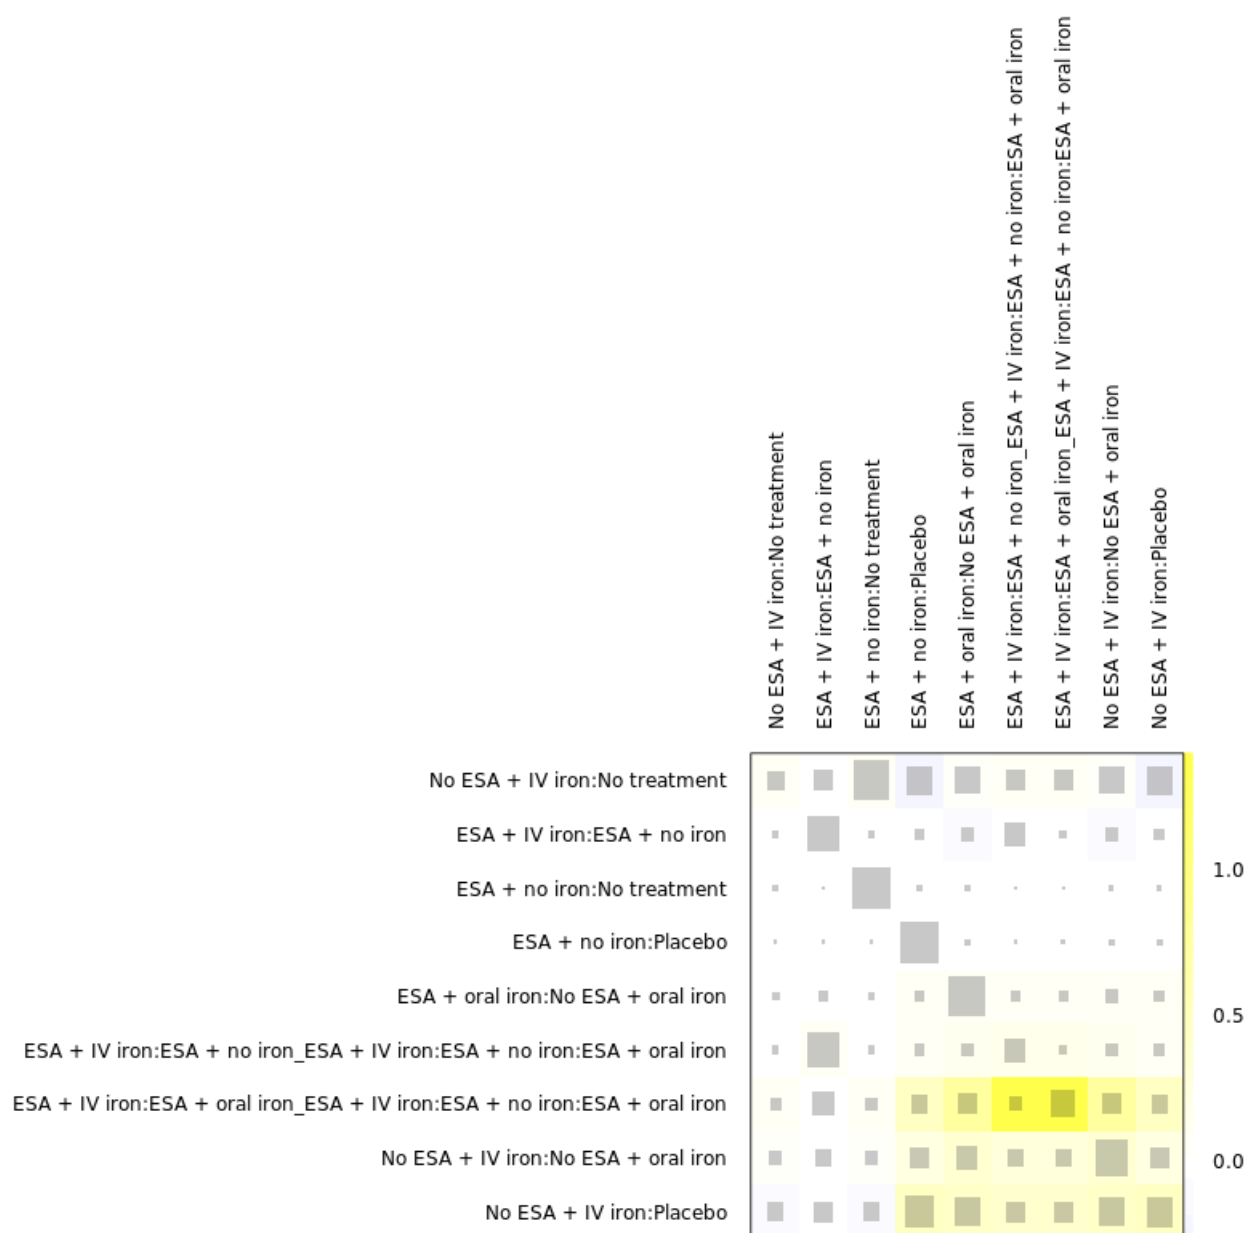 No ESA + IV iron:No treatment
ESA + IV iron:ESA + no iron
ESA + no iron:No treatment
ESA + no iron:Placebo
ESA + oral iron:No ESA + oral iron
ESA + IV iron:ESA + no iron_ESA + IV iron:ESA + no iron:ESA + oral iron
ESA + IV iron:ESA + oral iron_ESA + IV iron:ESA + no iron:ESA + oral iron
No ESA + IV iron:No ESA + oral iron
No ESA + IV iron:Placebo
No ESA + IV iron:No treatment
ESA + IV iron:ESA + no iron
ESA + no iron:No treatment
ESA + no iron:Placebo
ESA + oral iron:No ESA + oral iron
ESA + IV iron:ESA + no iron_ESA + IV iron:ESA + no iron:ESA + oral iron
ESA + IV iron:ESA + oral iron_ESA + IV iron:ESA + no iron:ESA + oral iron
No ESA + IV iron:No ESA + oral iron
No ESA + IV iron:Placebo
1.0
0.5
0.0